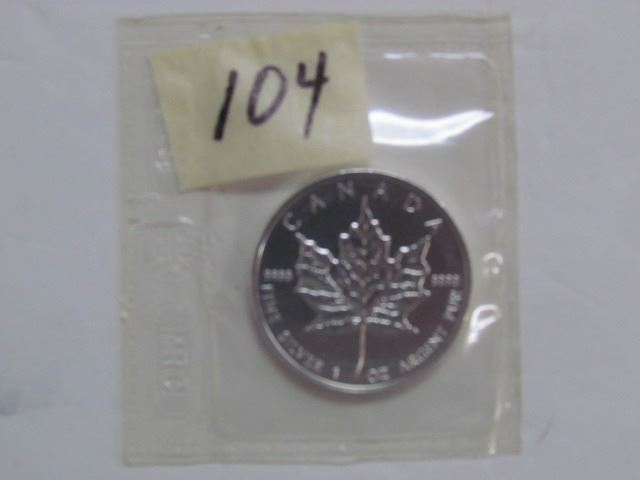 104
CANADA
9999 9999
FINE SILVER 1 OZ ARGENT PUR